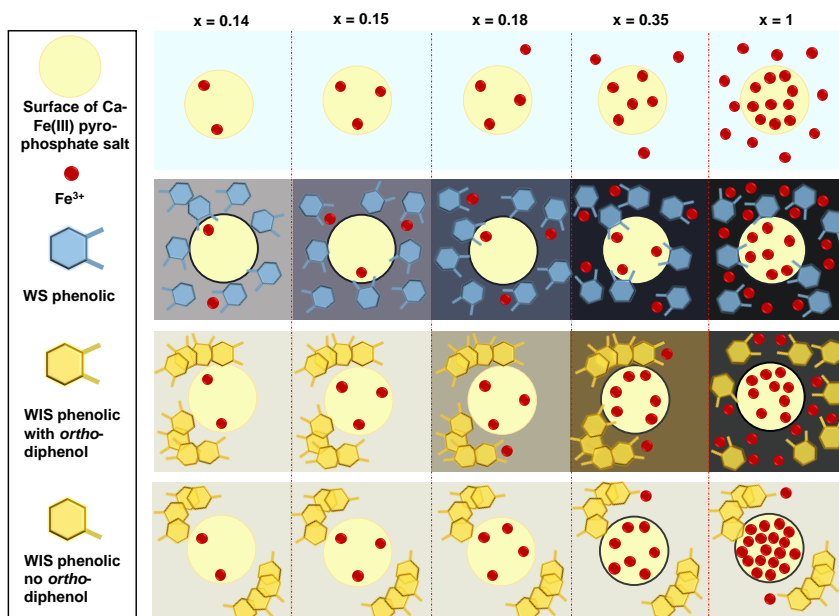 x = 0.14
x = 0.15
x = 0.18
x = 0.35
x = 1
Surface of Ca-
Fe(III) pyro-
phosphate salt
Fe³⁺
WS phenolic
WIS phenolic
with ortho-
diphenol
WIS phenolic
no ortho-
diphenol